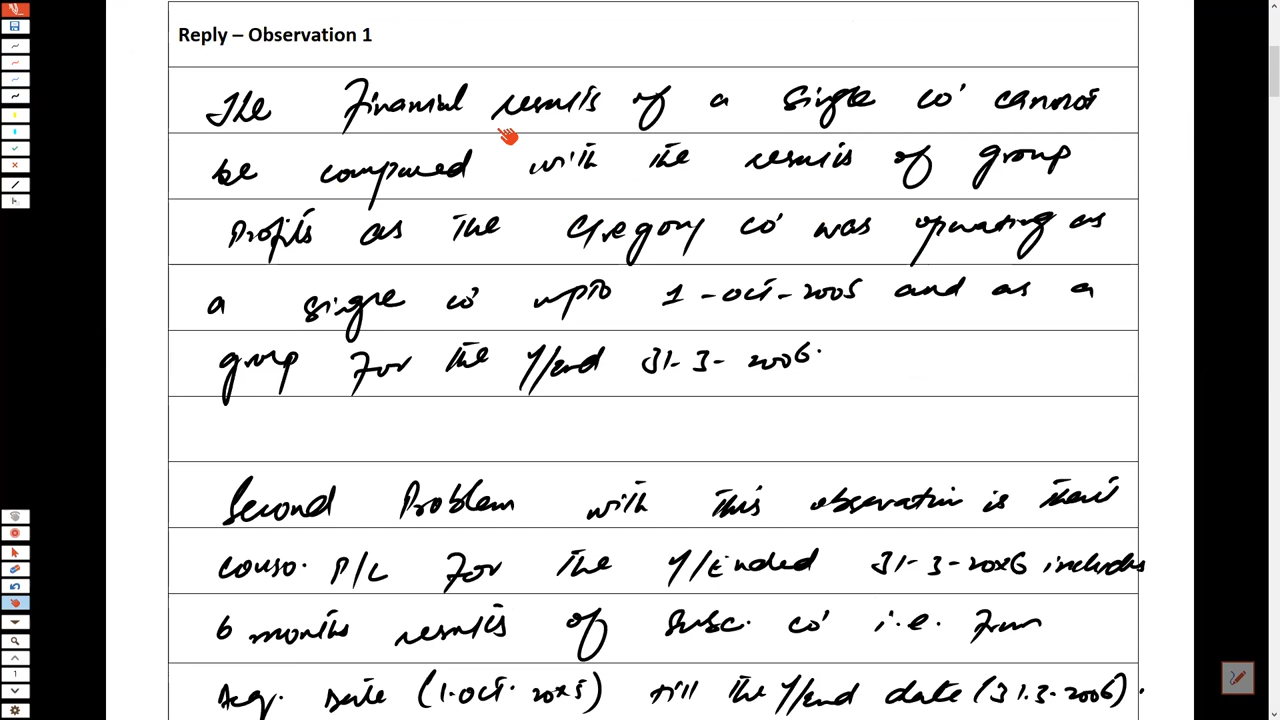 Reply – Observation 1
The Financial results of a single co' cannot
be compared with the results of group
Profits as the Gregory co' was operating as
a single co' upto 1-oct-2005 and as a
group for the Y/end 31-3-2006.
Second Problem with this observation is that
conso. P/L for the Y/Ended 31-3-20x6 includes
6 months results of Susc. co' i.e. From
Acq. date (1.oct.20x5) till the Y/end date (31.3.2006).
1